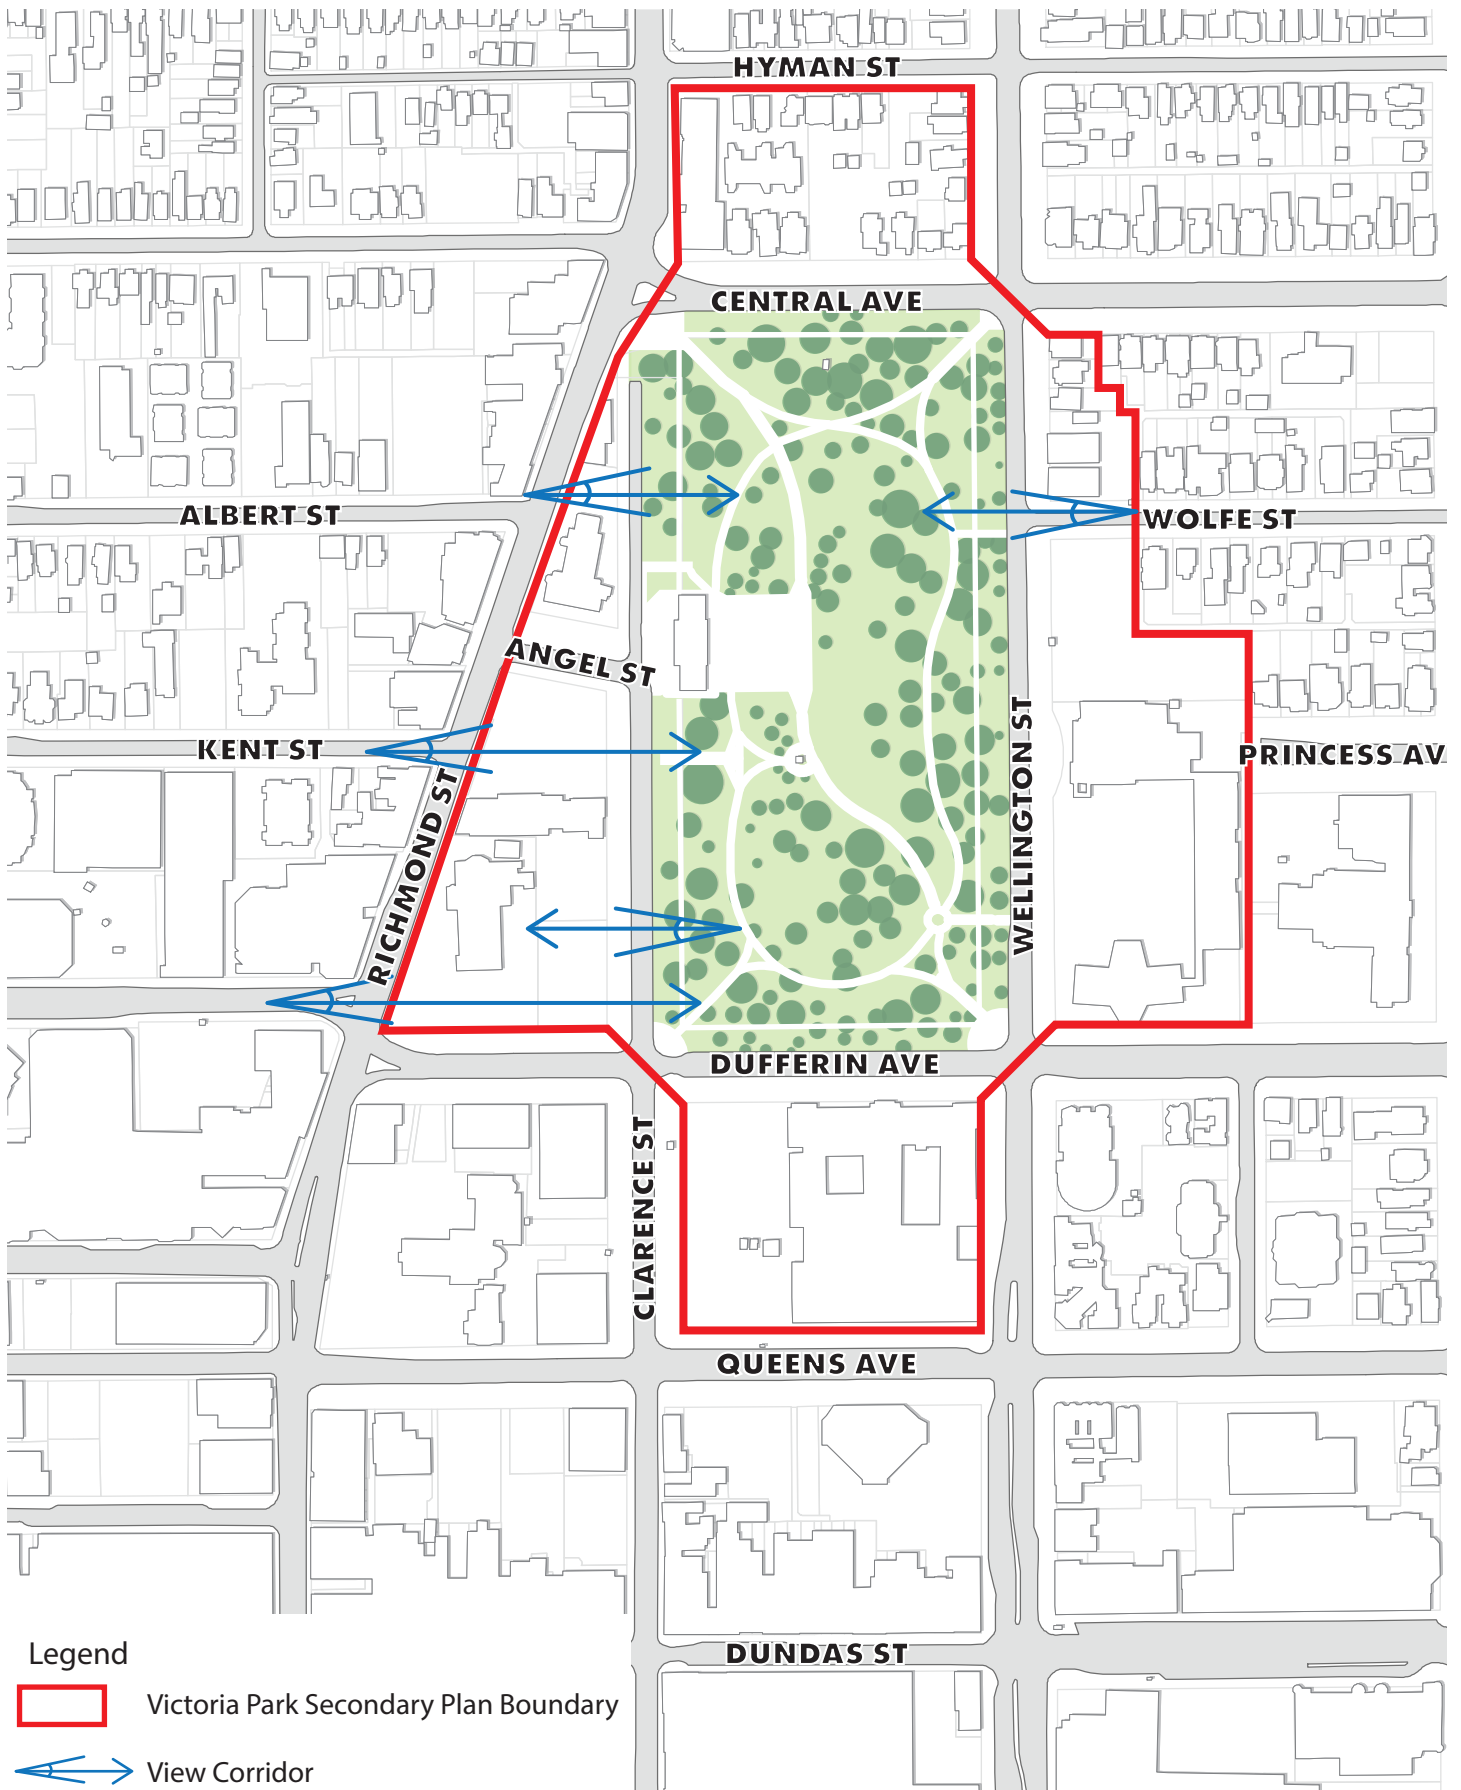 HYMAN ST
CENTRAL AVE
ALBERT ST
WOLFE ST
ANGEL ST
KENT ST
PRINCESS AV
RICHMOND ST
WELLINGTON ST
DUFFERIN AVE
CLARENCE ST
QUEENS AVE
DUNDAS ST
Legend
Victoria Park Secondary Plan Boundary
View Corridor